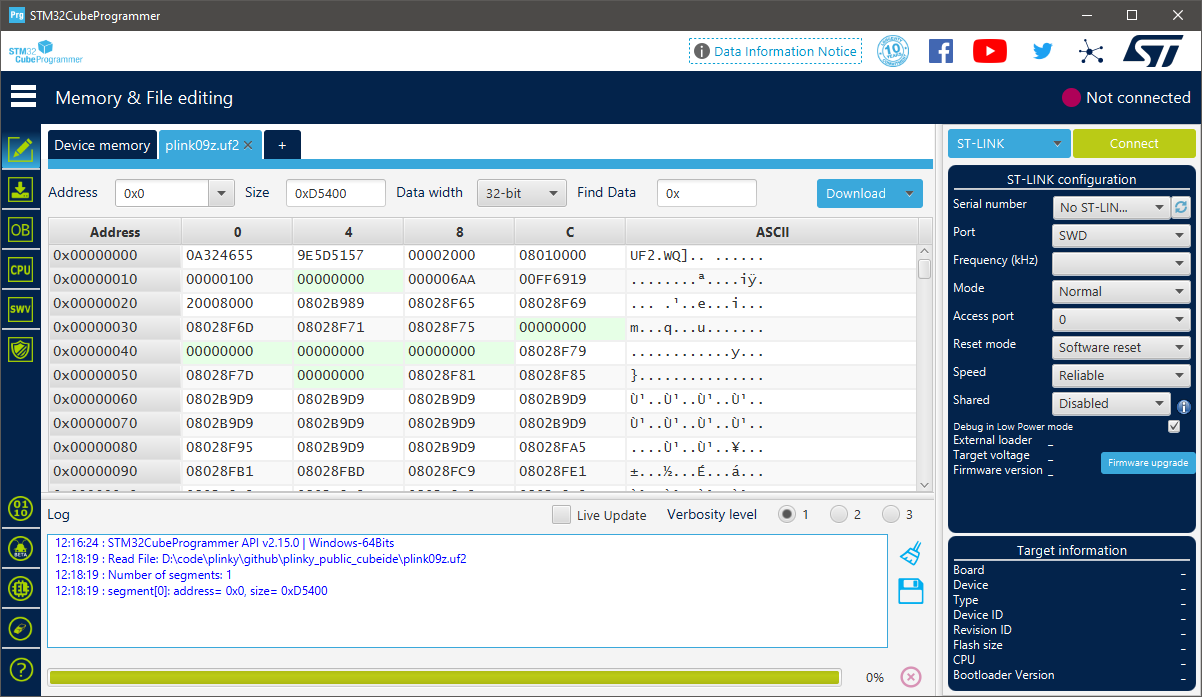 Prg STM32CubeProgrammer
STM32 CubeProgrammer
Data Information Notice
10 YEARS
ST
Memory & File editing
Not connected
Device memory
plink09z.uf2
+
Address 0x0 Size 0xD5400 Data width 32-bit Find Data 0x Download
Address 0 4 8 C ASCII
0x00000000 0A324655 9E5D5157 00002000 08010000 UF2.WQ].. ......
0x00000010 00000100 00000000 000006AA 00FF6919 ........ª....iÿ.
0x00000020 20008000 0802B989 08028F65 08028F69 ... .¹..e...i...
0x00000030 08028F6D 08028F71 08028F75 00000000 m...q...u.......
0x00000040 00000000 00000000 00000000 08028F79 ............y...
0x00000050 08028F7D 00000000 08028F81 08028F85 }...............
0x00000060 0802B9D9 0802B9D9 0802B9D9 0802B9D9 Ù¹..Ù¹..Ù¹..Ù¹..
0x00000070 0802B9D9 0802B9D9 0802B9D9 0802B9D9 Ù¹..Ù¹..Ù¹..Ù¹..
0x00000080 08028F95 0802B9D9 0802B9D9 08028FA5 ....Ù¹..Ù¹..¥...
0x00000090 08028FB1 08028FBD 08028FC9 08028FE1 ±...½...É...á...
Log
Live Update
Verbosity level 1 2 3
12:16:24 : STM32CubeProgrammer API v2.15.0 | Windows-64Bits
12:18:19 : Read File: D:\code\plinky\github\plinky_public_cubeide\plink09z.uf2
12:18:19 : Number of segments: 1
12:18:19 : segment[0]: address= 0x0, size= 0xD5400
0%
OB
CPU
SWV
01 10
BETA
EL
?
ST-LINK
Connect
ST-LINK configuration
Serial number No ST-LIN...
Port SWD
Frequency (kHz)
Mode Normal
Access port 0
Reset mode Software reset
Speed Reliable
Shared Disabled
Debug in Low Power mode
External loader _
Target voltage _
Firmware version _
Firmware upgrade
Target information
Board _
Device _
Type _
Device ID _
Revision ID _
Flash size _
CPU _
Bootloader Version _